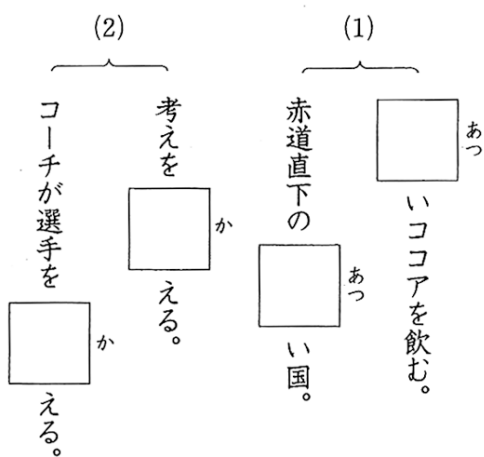 (1)
あつ
□いココアを飲む。
赤道直下の□い国。
あつ
(2)
考えを□える。
か
コーチが選手を□える。
か